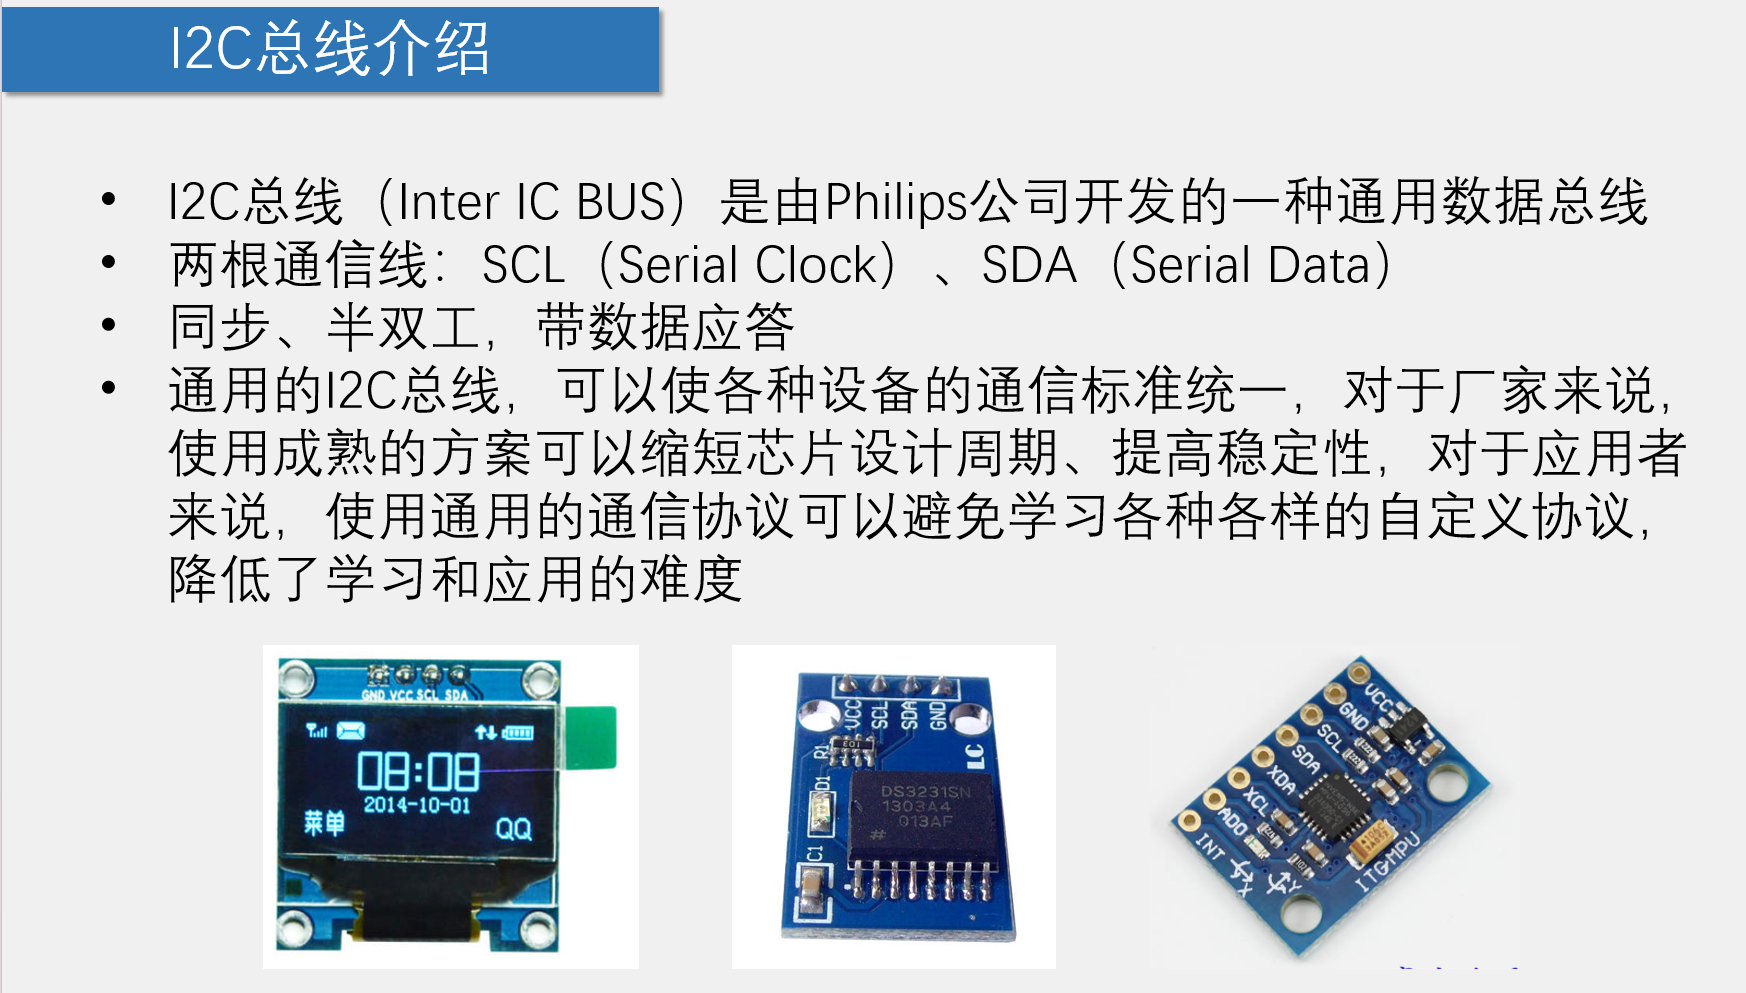 I2C总线介绍
• I2C总线（Inter IC BUS）是由Philips公司开发的一种通用数据总线
• 两根通信线：SCL（Serial Clock）、SDA（Serial Data）
• 同步、半双工，带数据应答
• 通用的I2C总线，可以使各种设备的通信标准统一，对于厂家来说，
使用成熟的方案可以缩短芯片设计周期、提高稳定性，对于应用者
来说，使用通用的通信协议可以避免学习各种各样的自定义协议，
降低了学习和应用的难度
GND VCC SCL SDA
08:08
2014-10-01
菜单 QQ
VCC
SCL
SDA
GND
LC
R1
E01
D1
DS3231SN
1303A4
013AF
#
C1
VCC
GND
SCL
SDA
XDA
XCL
ADO
INT
X
Y
ITGMPU